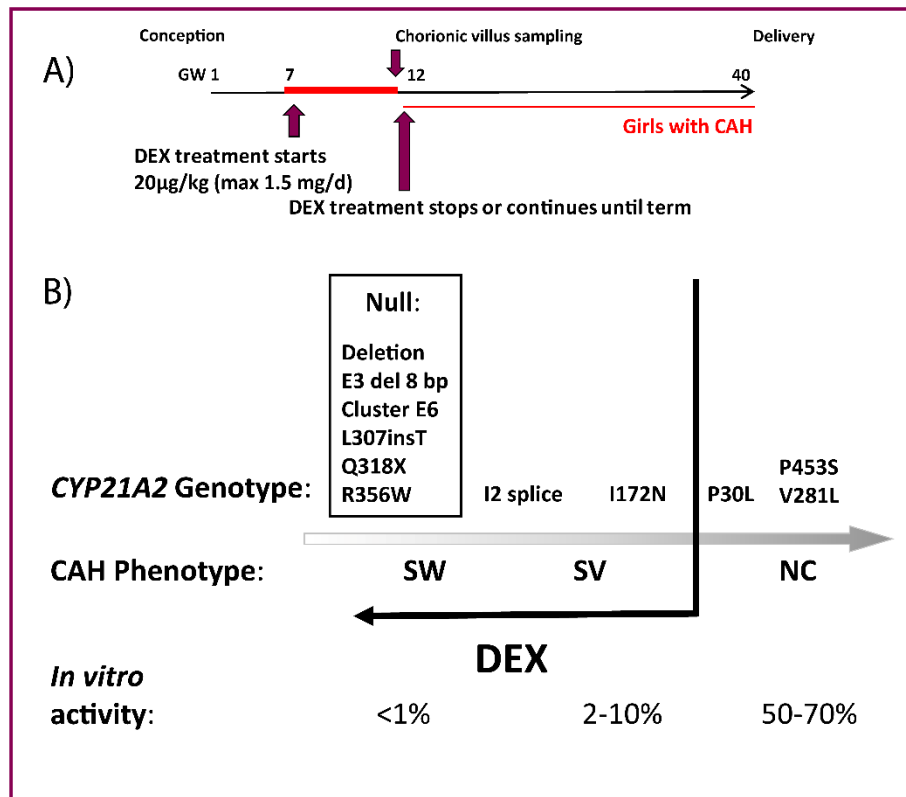 Conception Chorionic villus sampling Delivery
A)
GW 1 7 12 40
Girls with CAH
DEX treatment starts
20µg/kg (max 1.5 mg/d)
DEX treatment stops or continues until term
B)
Null:
Deletion
E3 del 8 bp
Cluster E6
L307insT
Q318X
R356W
P453S
CYP21A2 Genotype: I2 splice I172N P30L V281L
CAH Phenotype: SW SV NC
DEX
In vitro
activity: <1% 2-10% 50-70%